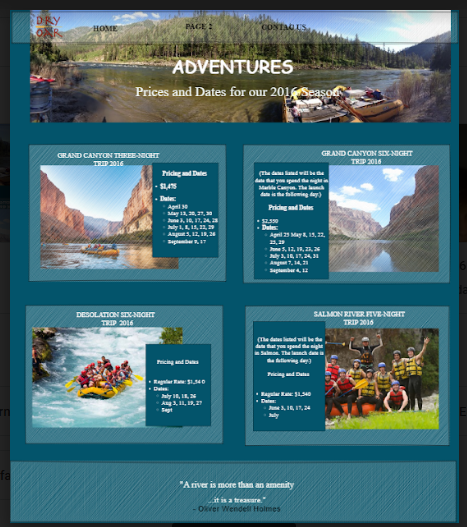 DRY
OAR
HOME
PAGE 2
CONTAC US
ADVENTURES
Prices and Dates for our 2016 Season
GRAND CANYON THREE-NIGHT
TRIP 2016
Pricing and Dates
• $1,475
• Dates:
◦ April 30
◦ May 13, 20, 27, 30
◦ June 3, 10, 17, 24, 28
◦ July 1, 8, 15, 22, 29
◦ August 5, 12, 19, 26
◦ September 9, 17
GRAND CANYON SIX-NIGHT
TRIP 2016
(The dates listed will be the
date that you spend the night in
Marble Canyon. The launch
date is the following day.)
Pricing and Dates
• $2,350
• Dates:
◦ April 25 May 8, 15, 22,
25, 29
◦ June 5, 12, 19, 23, 26
◦ July 3, 10, 17, 24, 31
◦ August 7, 14, 21
◦ September 4, 12
DESOLATION SIX-NIGHT
TRIP 2016
Pricing and Dates
• Regular Rate: $1,540
• Dates:
◦ July 10, 18, 26
◦ Aug 3, 11, 19, 27
◦ Sept
SALMON RIVER FIVE-NIGHT
TRIP 2016
(The dates listed will be the
date that you spend the night
in Salmon. The launch date is
the following day.)
Pricing and Dates
• Regular Rate: $1,340
• Dates:
◦ June 3, 10, 17, 24
◦ July
"A river is more than an amenity
...it is a treasure."
- Oliver Wendell Holmes